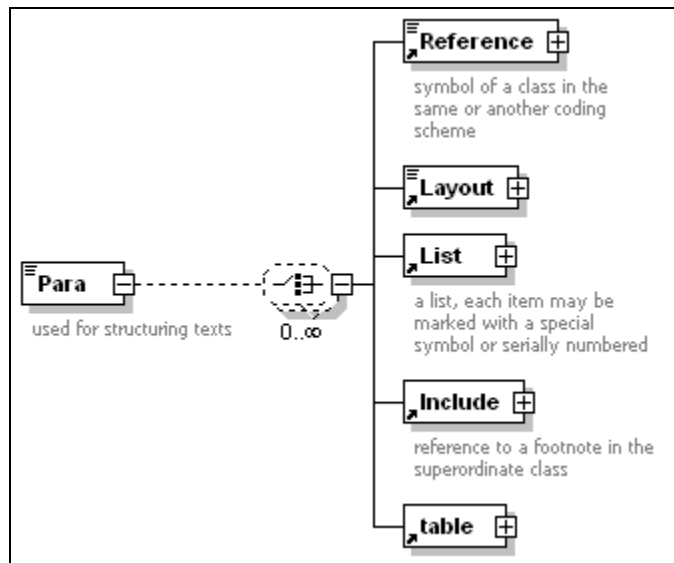 Reference
symbol of a class in the
same or another coding
scheme
Layout
List
a list, each item may be
marked with a special
symbol or serially numbered
Para
used for structuring texts
0..∞
Include
reference to a footnote in the
superordinate class
table